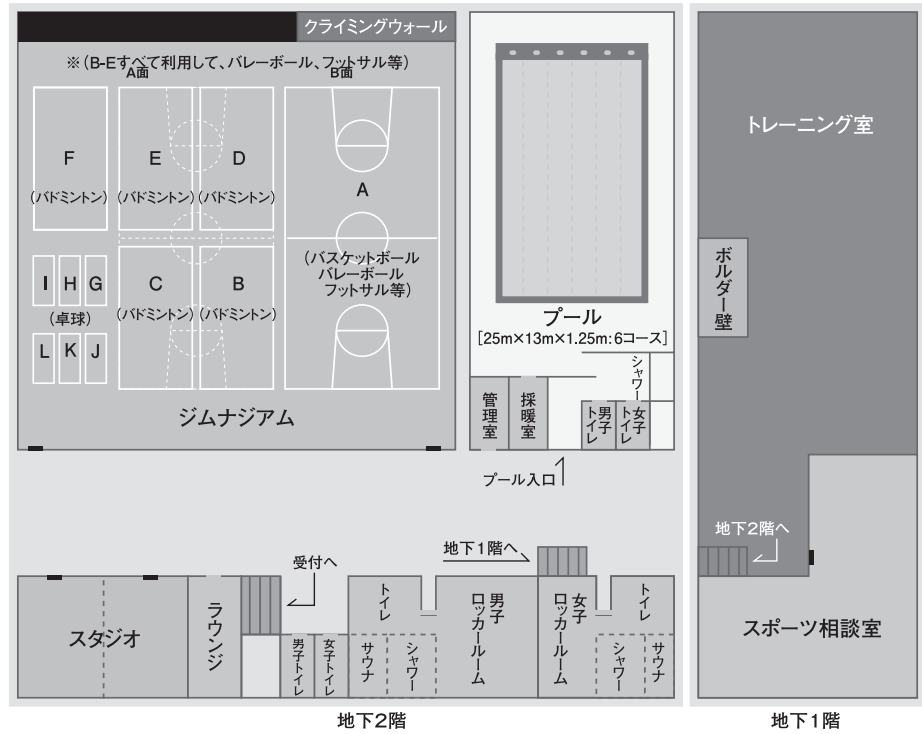 クライミングウォール
※(B-Eすべて利用して、バレーボール、フットサル等)
A面
B面
F
(バドミントン)
E
(バドミントン)
D
(バドミントン)
A
(バスケットボール
バレーボール
フットサル等)
I
H
G
(卓球)
L
K
J
C
(バドミントン)
B
(バドミントン)
ジムナジアム
プール
[25m×13m×1.25m:6コース]
シャワー
管理室
採暖室
男子
トイレ
女子
トイレ
プール入口
トレーニング室
ボルダー壁
地下2階へ
スポーツ相談室
受付へ
地下1階へ
スタジオ
ラウンジ
男子トイレ
女子トイレ
トイレ
サウナ
シャワー
男子
ロッカールーム
女子
ロッカールーム
トイレ
シャワー
サウナ
地下2階
地下1階